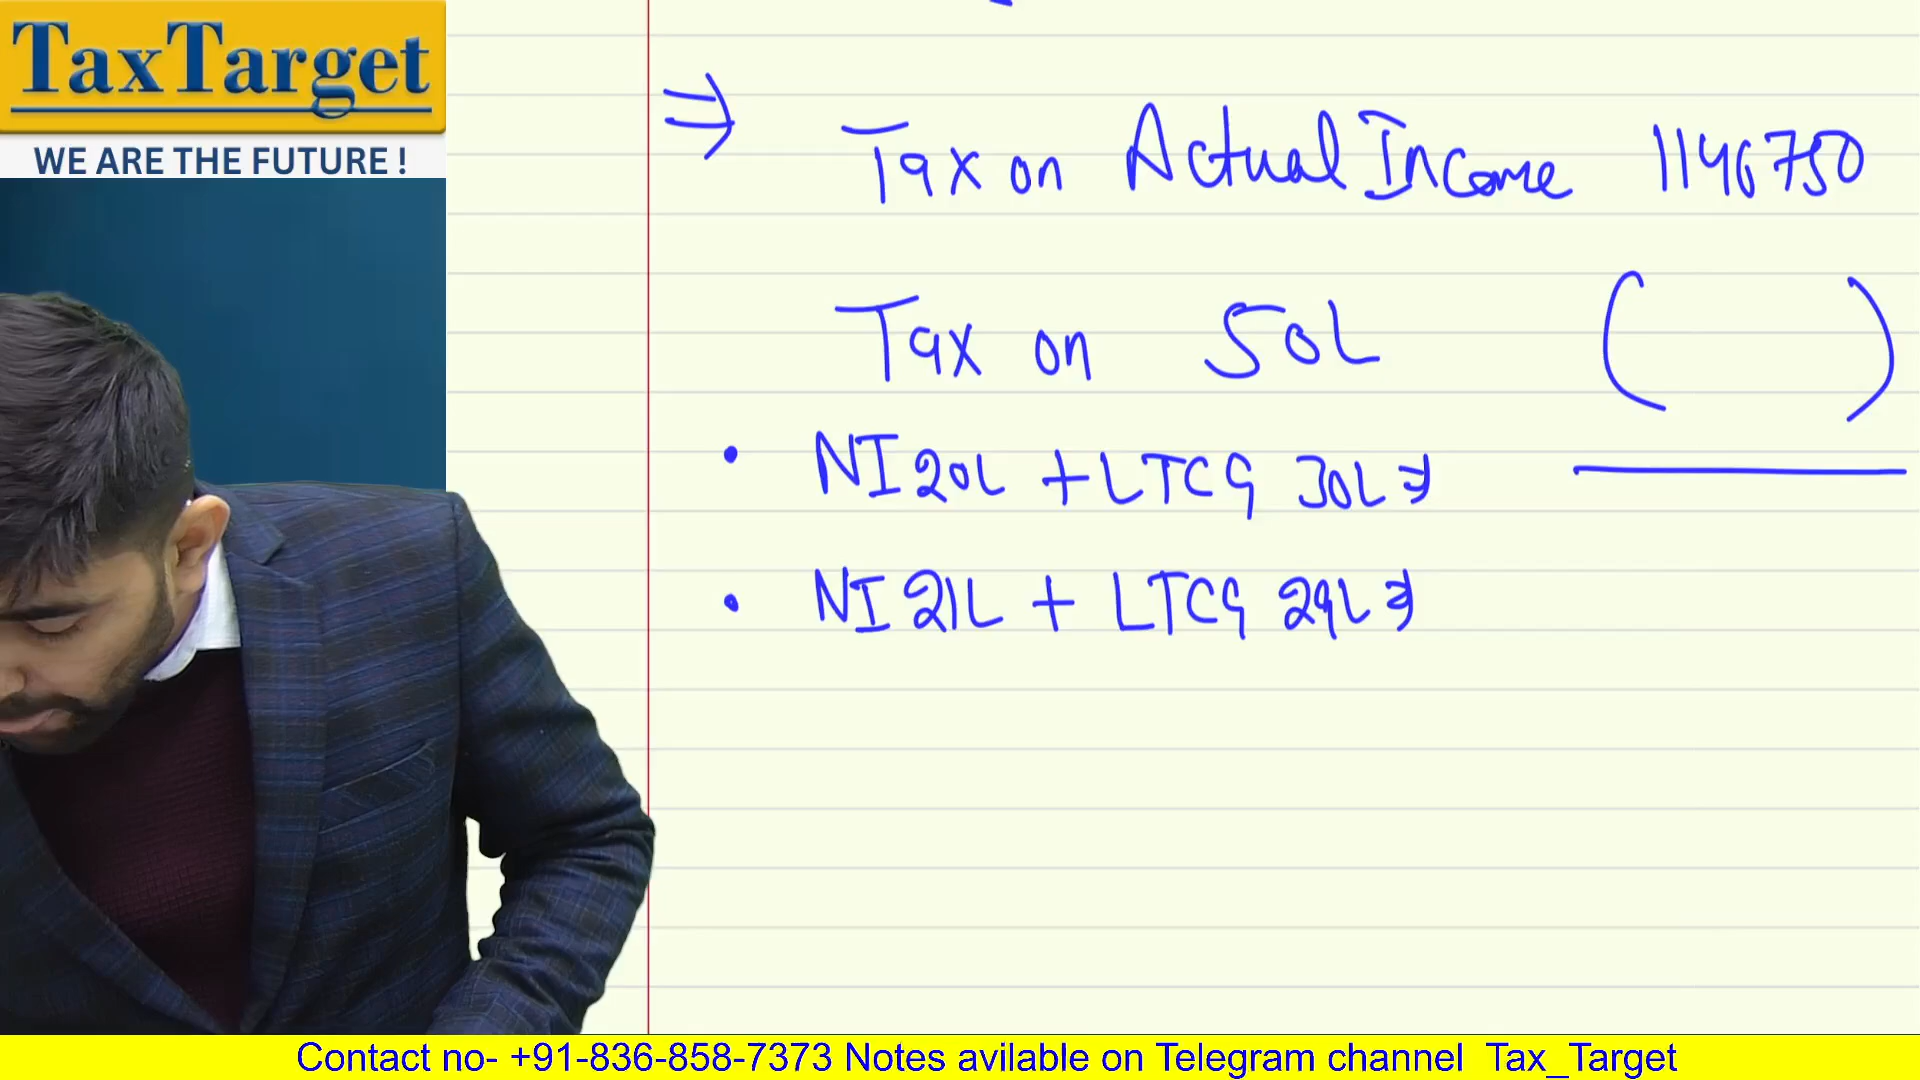 TaxTarget
WE ARE THE FUTURE !
⇒ Tax on Actual Income 1146750
Tax on 50L ( )
• NI 20L + LTCG 30L ⇒
• NI 21L + LTCG 29L ⇒
Contact no- +91-836-858-7373 Notes avilable on Telegram channel Tax_Target